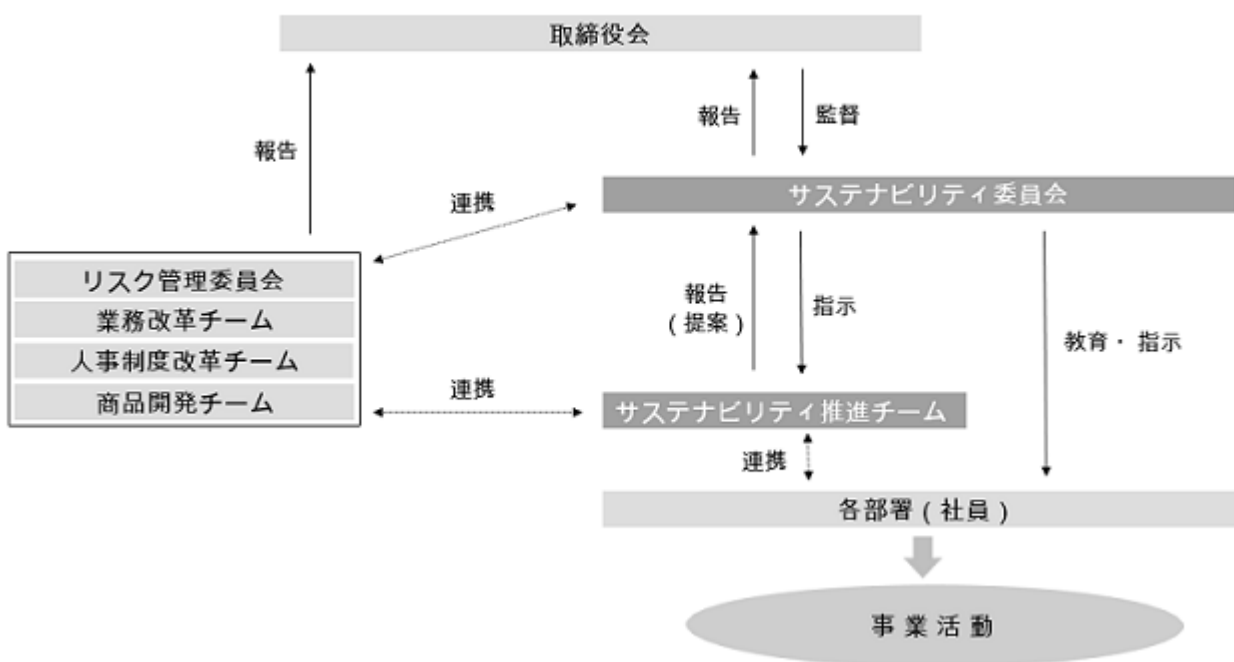 取締役会
報告
報告
監督
連携
サステナビリティ委員会
リスク管理委員会
業務改革チーム
人事制度改革チーム
商品開発チーム
報告
(提案)
指示
教育・ 指示
連携
サステナビリティ推進チーム
連携
各部署(社員)
事業活動